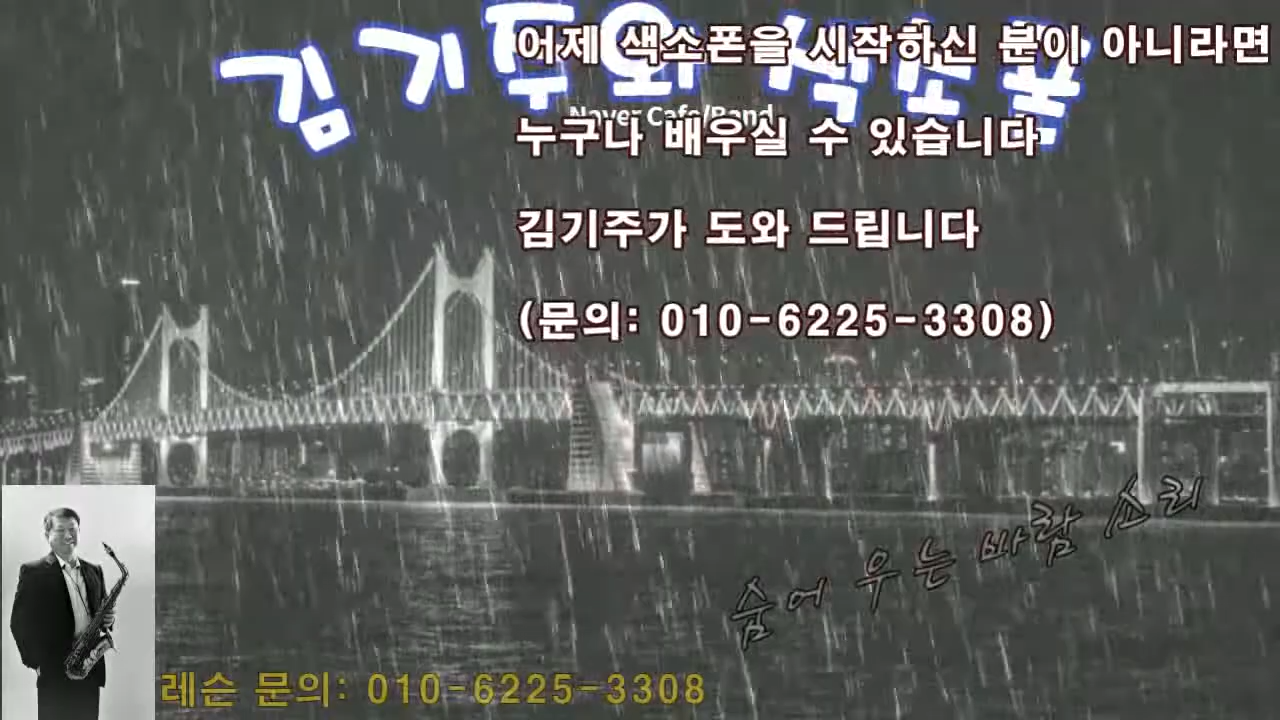 김기주와 색소폰
Naver Cafe/Band
어제 색소폰을 시작하신 분이 아니라면
누구나 배우실 수 있습니다
김기주가 도와 드립니다
(문의: 010-6225-3308)
숨어 우는 바람 소리
레슨 문의: 010-6225-3308